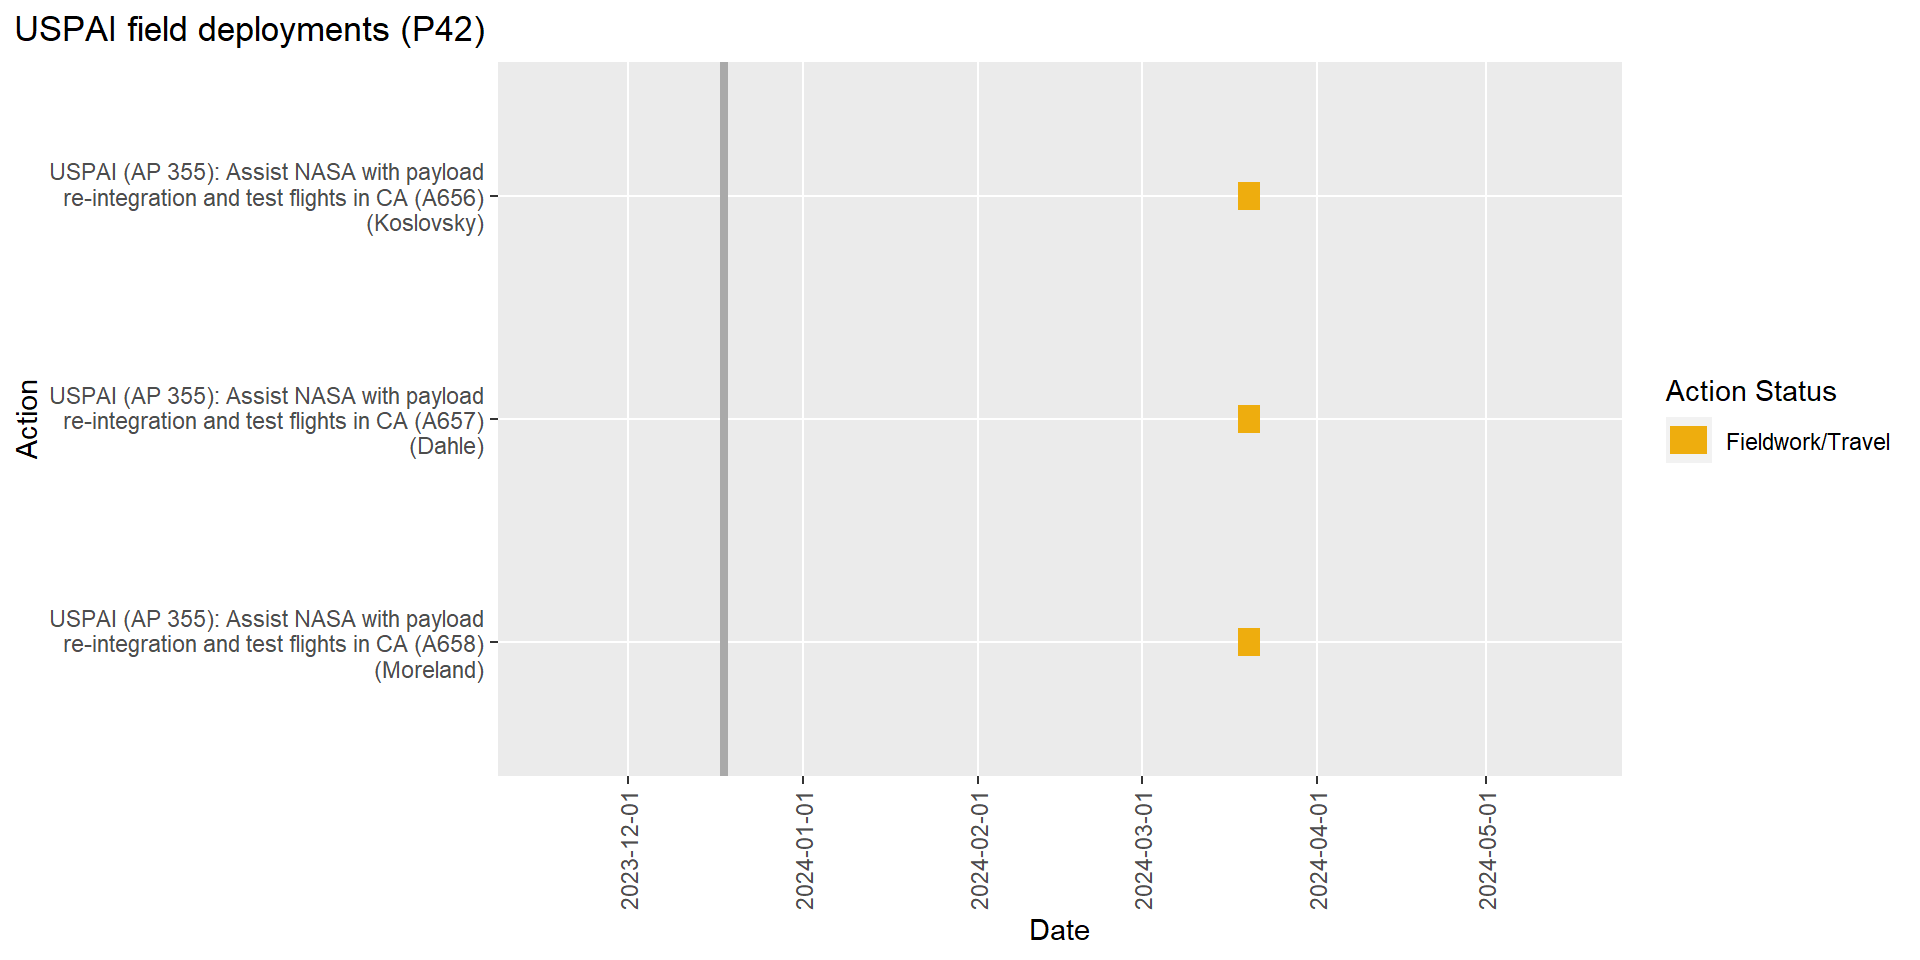 USPAI field deployments (P42)
USPAI (AP 355): Assist NASA with payload
re-integration and test flights in CA (A656)
(Koslovsky)
USPAI (AP 355): Assist NASA with payload
re-integration and test flights in CA (A657)
(Dahle)
USPAI (AP 355): Assist NASA with payload
re-integration and test flights in CA (A658)
(Moreland)
Action
2023-12-01
2024-01-01
2024-02-01
2024-03-01
2024-04-01
2024-05-01
Date
Action Status
Fieldwork/Travel